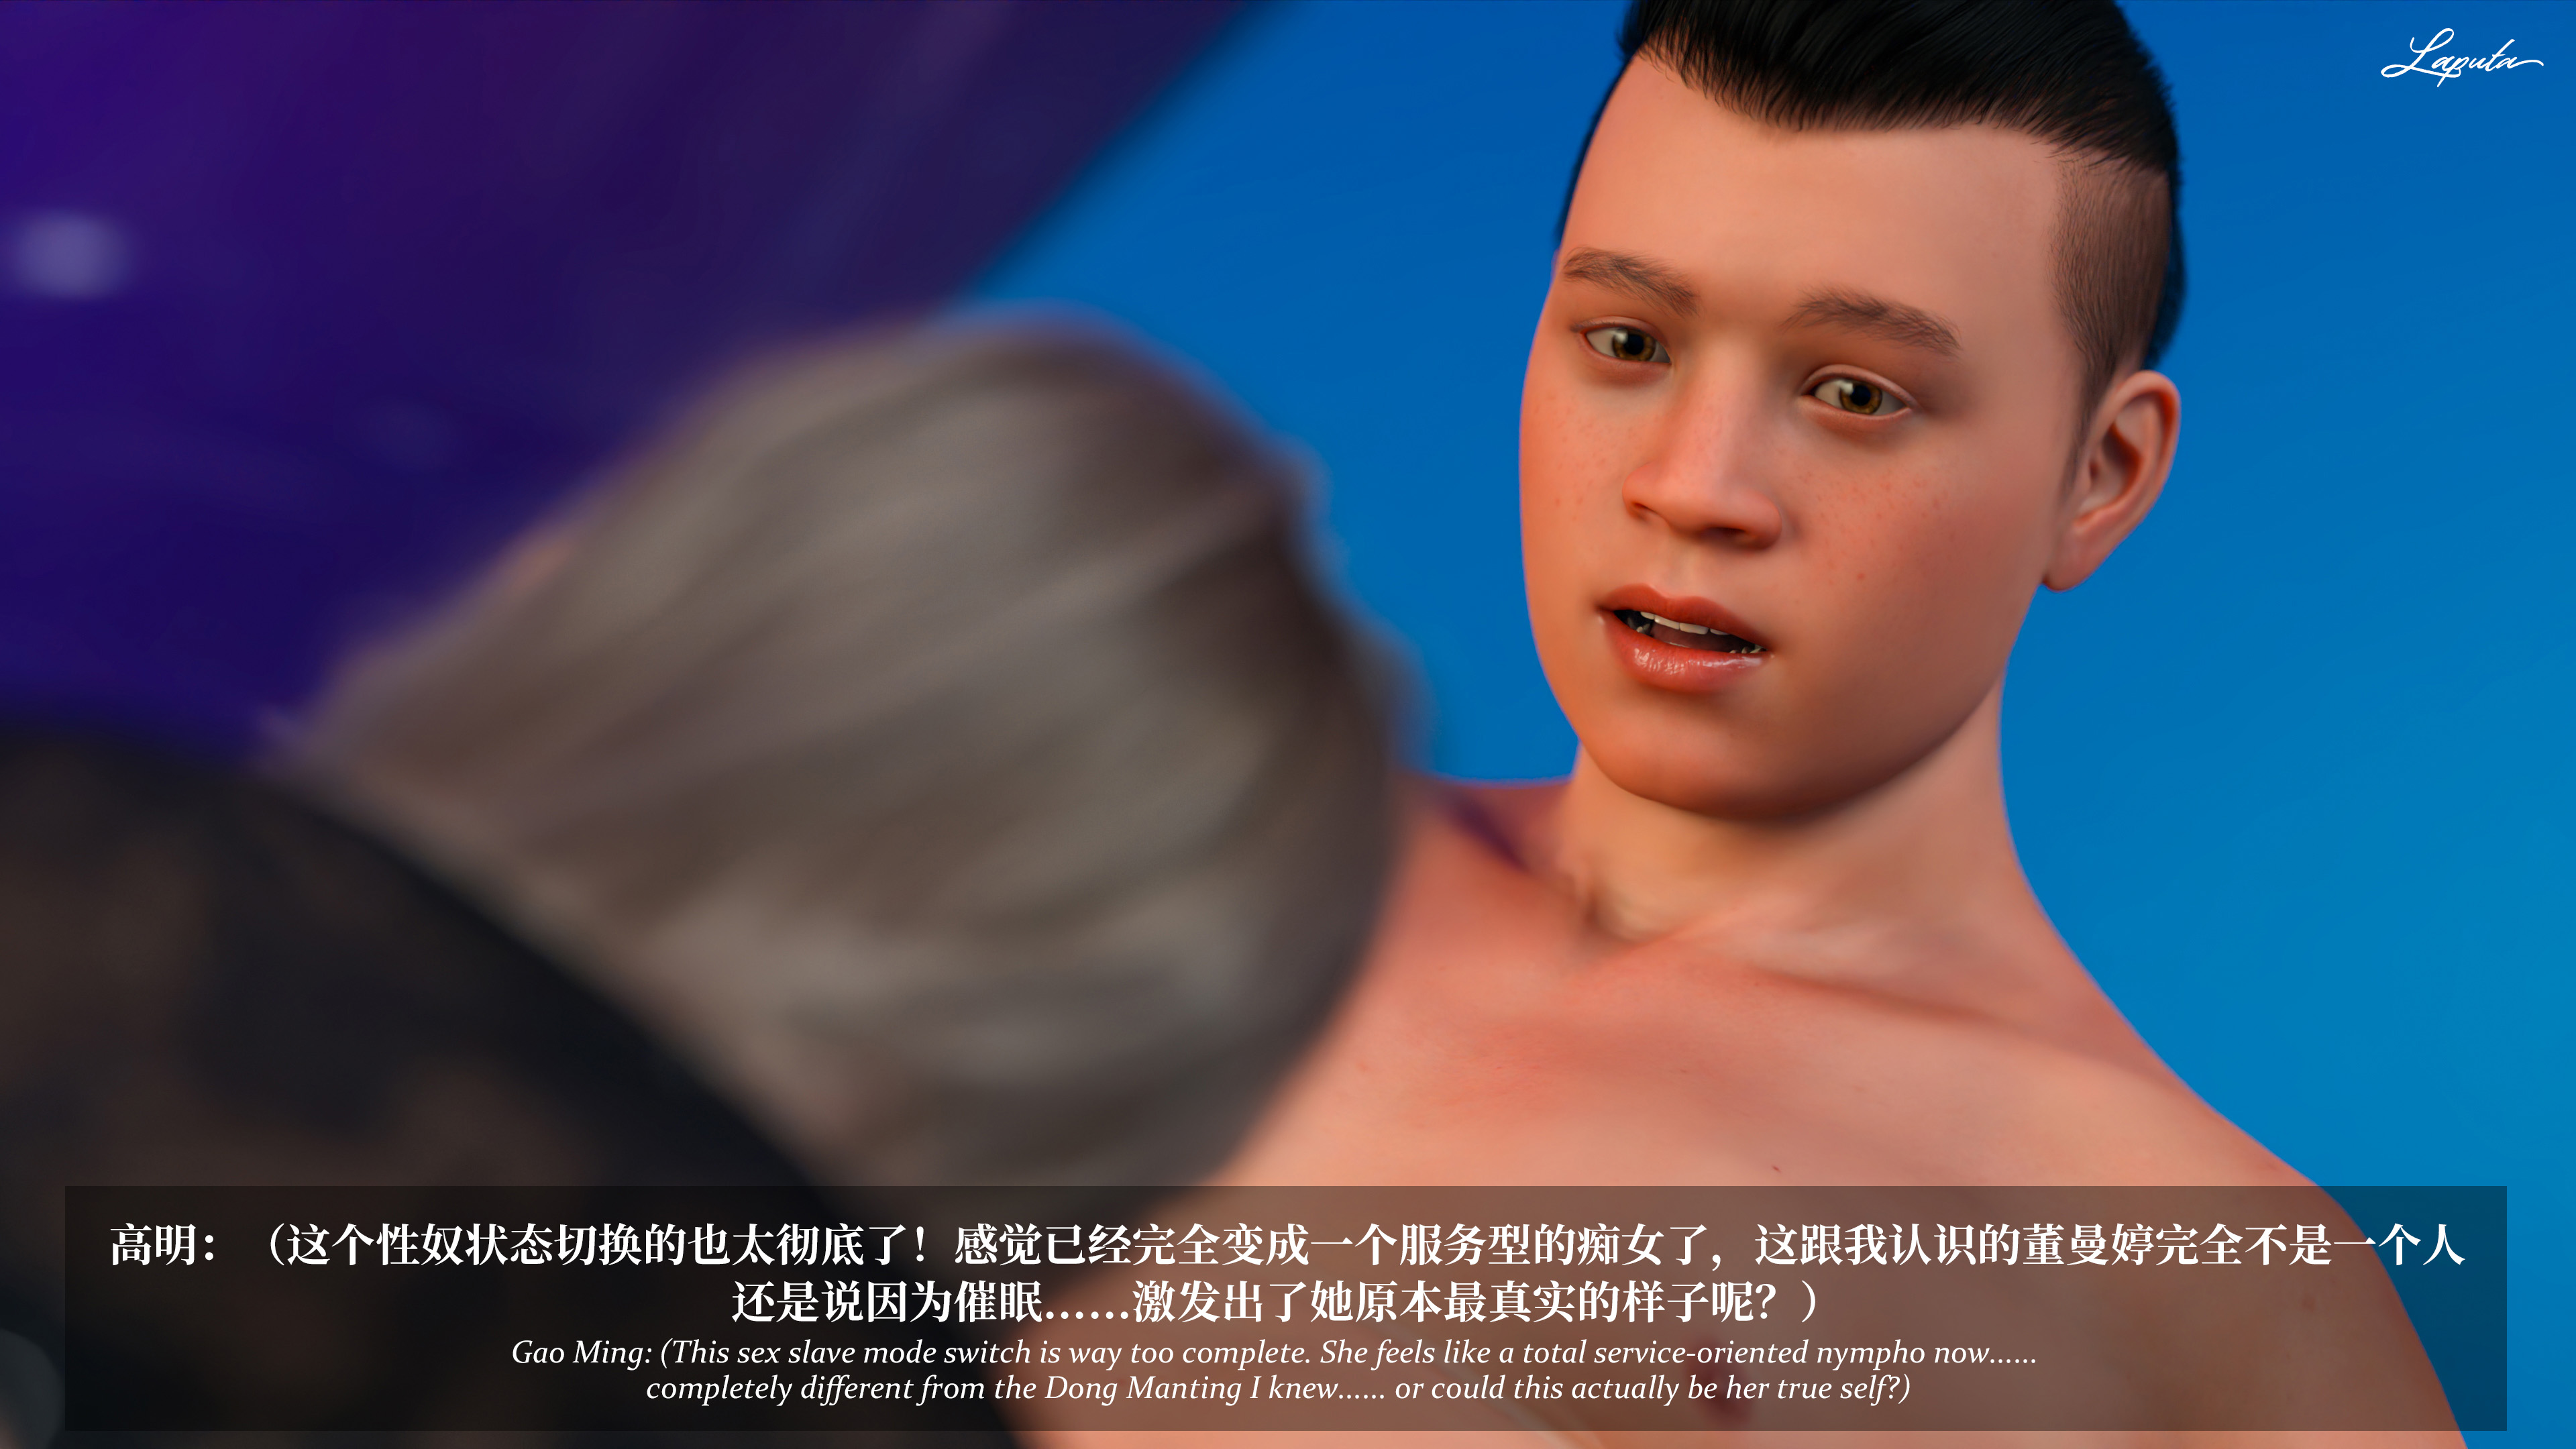 Laputa
高明：（这个性奴状态切换的也太彻底了！感觉已经完全变成一个服务型的痴女了，这跟我认识的董曼婷完全不是一个人
还是说因为催眠......激发出了她原本最真实的样子呢？）
Gao Ming: (This sex slave mode switch is way too complete. She feels like a total service-oriented nympho now......
completely different from the Dong Manting I knew...... or could this actually be her true self?)